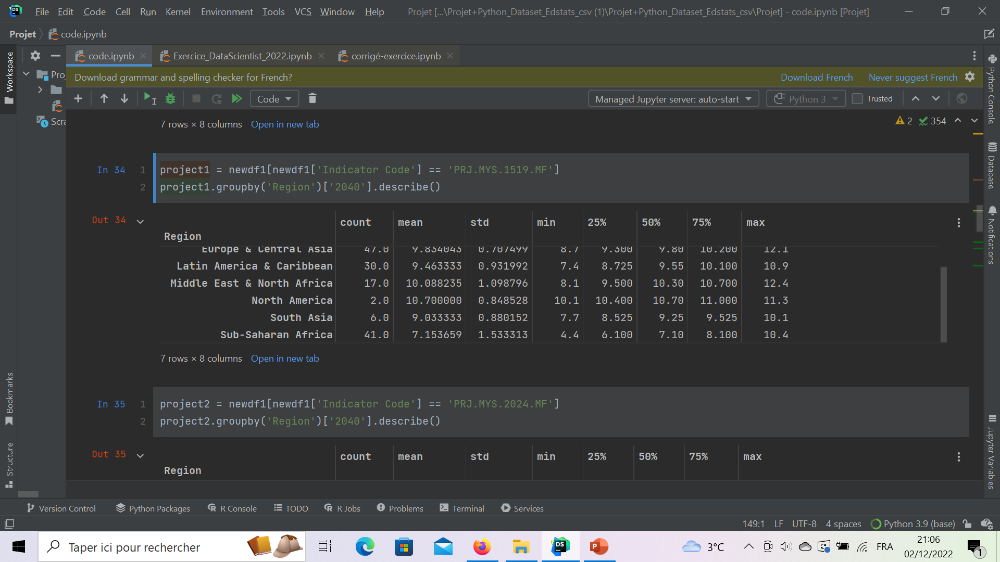 File Edit Code Cell Run Kernel Environment Tools VCS Window Help Projet [...\Projet+Python_Dataset_Edstats_csv (1)\Projet+Python_Dataset_Edstats_csv\Projet] - code.ipynb [Projet]
Projet code.ipynb
code.ipynb Exercice_DataScientist_2022.ipynb corrigé-exercice.ipynb
Workspace
Proj
Scra
Download grammar and spelling checker for French? Download French Never suggest French
Code Managed Jupyter server: auto-start Python 3 Trusted
7 rows × 8 columns Open in new tab 2 354
In 34 1 project1 = newdf1[newdf1['Indicator Code'] == 'PRJ.MYS.1519.MF']
2 project1.groupby('Region')['2040'].describe()
Out 34 count mean std min 25% 50% 75% max
Region
Europe & Central Asia 47.0 9.834043 0.707499 8.7 9.300 9.80 10.200 12.1
Latin America & Caribbean 30.0 9.463333 0.931992 7.4 8.725 9.55 10.100 10.9
Middle East & North Africa 17.0 10.088235 1.098796 8.1 9.500 10.30 10.700 12.4
North America 2.0 10.700000 0.848528 10.1 10.400 10.70 11.000 11.3
South Asia 6.0 9.033333 0.880152 7.7 8.525 9.25 9.525 10.1
Sub-Saharan Africa 41.0 7.153659 1.533313 4.4 6.100 7.10 8.100 10.4
7 rows × 8 columns Open in new tab
In 35 1 project2 = newdf1[newdf1['Indicator Code'] == 'PRJ.MYS.2024.MF']
2 project2.groupby('Region')['2040'].describe()
Out 35 count mean std min 25% 50% 75% max
Region
Bookmarks
Structure
Python Console
Database
Notifications
Jupyter Variables
Version Control Python Packages R Console TODO R Jobs Problems Terminal Services
149:1 LF UTF-8 4 spaces Python 3.9 (base)
Taper ici pour rechercher 3°C FRA 21:06
02/12/2022 1